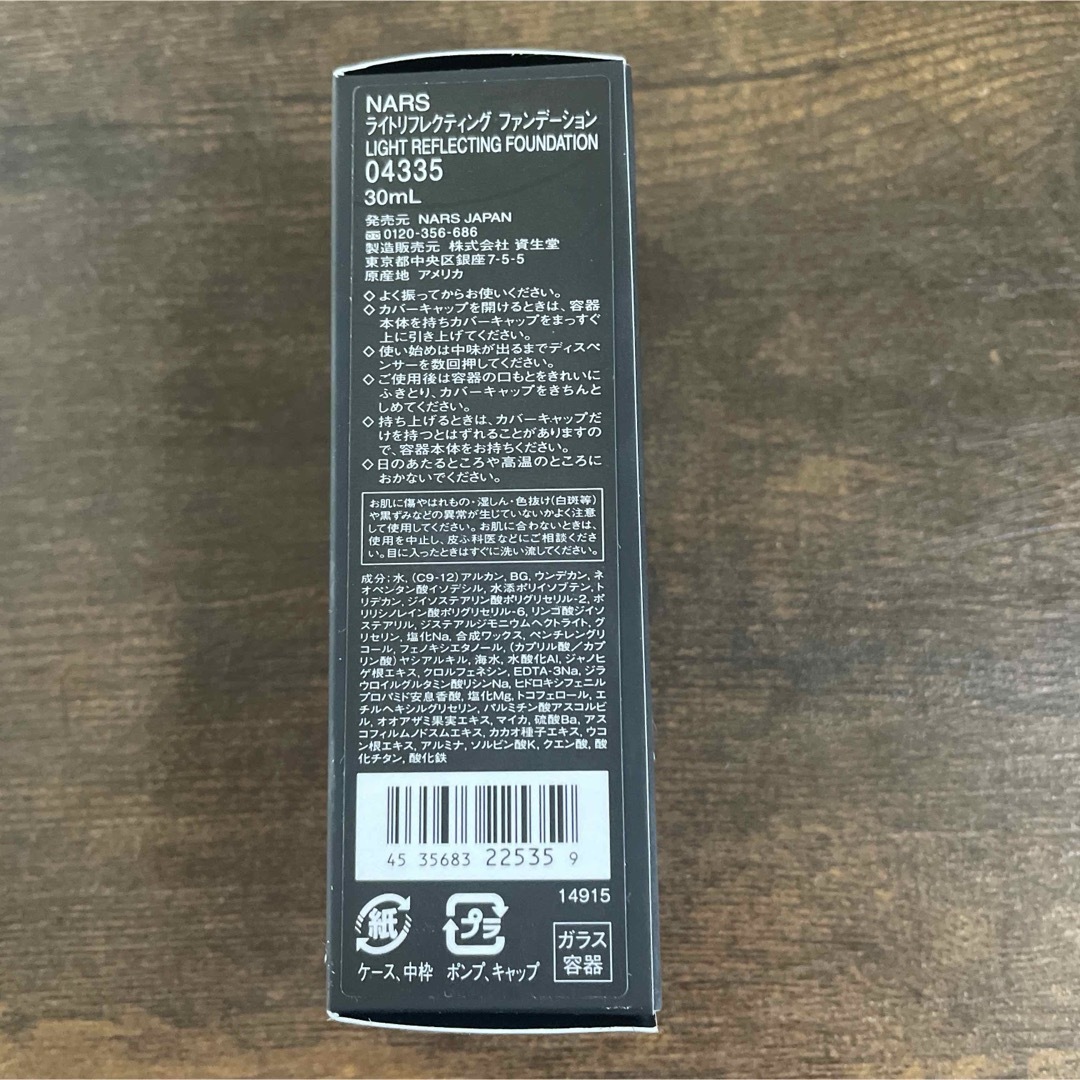 NARS
ライトリフレクティング ファンデーション
LIGHT REFLECTING FOUNDATION
04335
30mL
発売元 NARS JAPAN
0120-356-686
製造販売元 株式会社 資生堂
東京都中央区銀座7-5-5
原産地 アメリカ
◇よく振ってからお使いください。
◇カバーキャップを開けるときは、容器
本体を持ちカバーキャップをまっすぐ
上に引き上げてください。
◇使い始めは中味が出るまでディスペ
ンサーを数回押してください。
◇ご使用後は容器の口もとをきれいに
ふきとり、カバーキャップをきちんと
しめてください。
◇持ち上げるときは、カバーキャップだ
けを持つとはずれることがありますの
で、容器本体をお持ちください。
◇日のあたるところや高温のところに
おかないでください。
お肌に傷やはれもの・湿しん・色抜け(白斑等)
や黒ずみなどの異常が生じていないかよく注意
して使用してください。お肌に合わないときは、
使用を中止し、皮ふ科医などにご相談くださ
い。目に入ったときはすぐに洗い流してください。
成分:水, (C9-12)アルカン, BG, ウンデカン, ネ
オペンタン酸イソデシル, 水添ポリイソブテン, ト
リデカン, ジイソステアリン酸ポリグリセリル-2, ポ
リリシノレイン酸ポリグリセリル-6, リンゴ酸ジイソ
ステアリル, ジステアルジモニウムヘクトライト, グ
リセリン, 塩化Na, 合成ワックス, ペンチレングリ
コール, フェノキシエタノール, (カプリル酸/カプ
リン酸)ヤシアルキル, 海水, 水酸化Al, ジャノヒ
ゲ根エキス, クロルフェネシン, EDTA-3Na, ジラ
ウロイルグルタミン酸リシンNa, ヒドロキシフェニル
プロパミド安息香酸, 塩化Mg, トコフェロール, エ
チルヘキシルグリセリン, パルミチン酸アスコルビ
ル, オオアザミ果実エキス, マイカ, 硫酸Ba, アス
コフィルムノドスムエキス, カカオ種子エキス, ウコ
ン根エキス, アルミナ, ソルビン酸K, クエン酸, 酸
化チタン, 酸化鉄
45 35683 22535 9
14915
紙 プラ ガラス
容器
ケース、中枠 ポンプ、キャップ